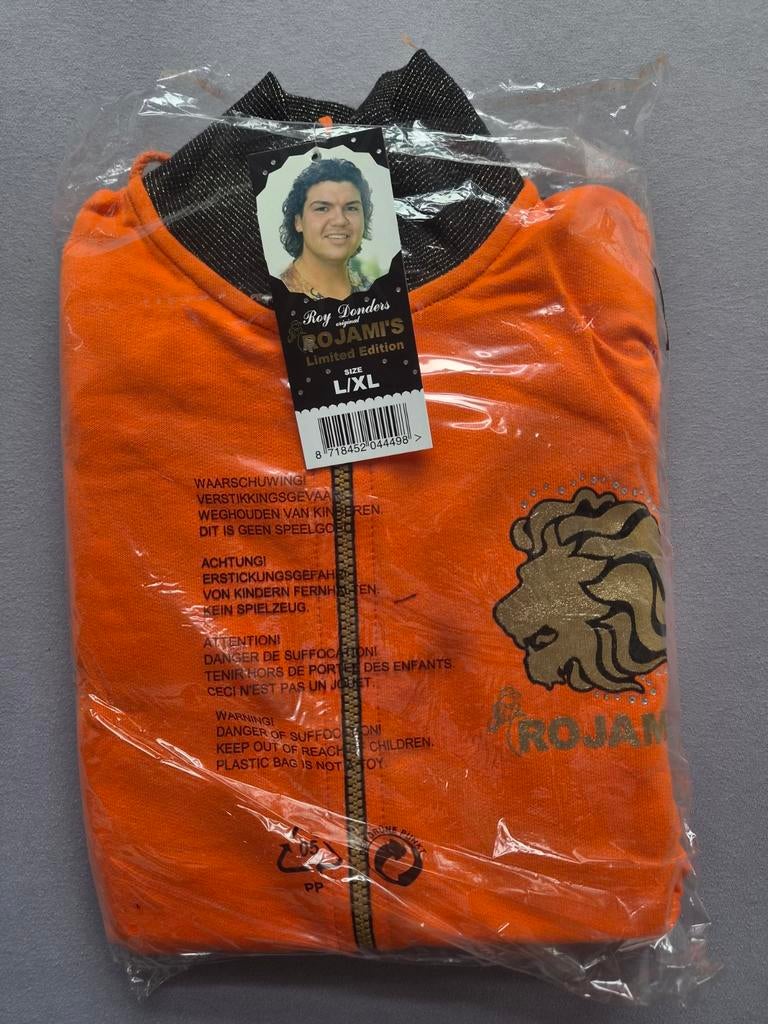 Roy Donders
original
ROJAMI'S
Limited Edition
SIZE
L/XL
8 718452 044498 >
WAARSCHUWING!
VERSTIKKINGSGEVAA
WEGHOUDEN VAN KINDEREN.
DIT IS GEEN SPEELGOED
ACHTUNG!
ERSTICKUNGSGEFAHR
VON KINDERN FERNHALTEN.
KEIN SPIELZEUG.
ATTENTION!
DANGER DE SUFFOCATION!
TENIR HORS DE PORTEE DES ENFANTS
CECI N'EST PAS UN JOUET.
WARNING!
DANGER OF SUFFOCATION!
KEEP OUT OF REACH OF CHILDREN.
PLASTIC BAG IS NOT A TOY.
ROJAM
05
PP